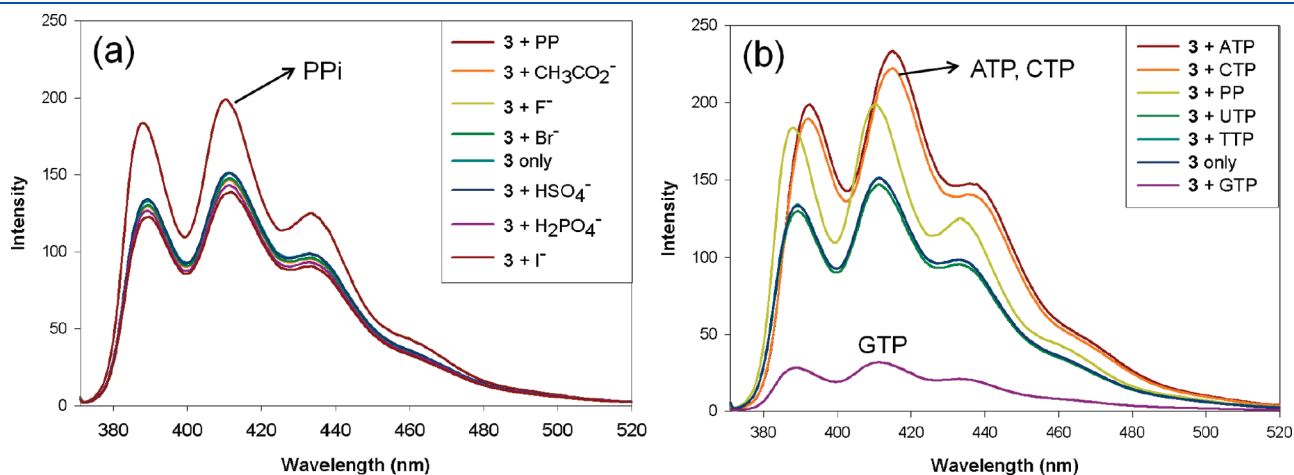 (a)
PPi
3 + PP
3 + CH₃CO₂⁻
3 + F⁻
3 + Br⁻
3 only
3 + HSO₄⁻
3 + H₂PO₄⁻
3 + I⁻
250
200
150
100
50
0
Intensity
380 400 420 440 460 480 500 520
Wavelength (nm)
(b)
ATP, CTP
GTP
3 + ATP
3 + CTP
3 + PP
3 + UTP
3 + TTP
3 only
3 + GTP
250
200
150
100
50
0
Intensity
380 400 420 440 460 480 500 520
Wavelength (nm)